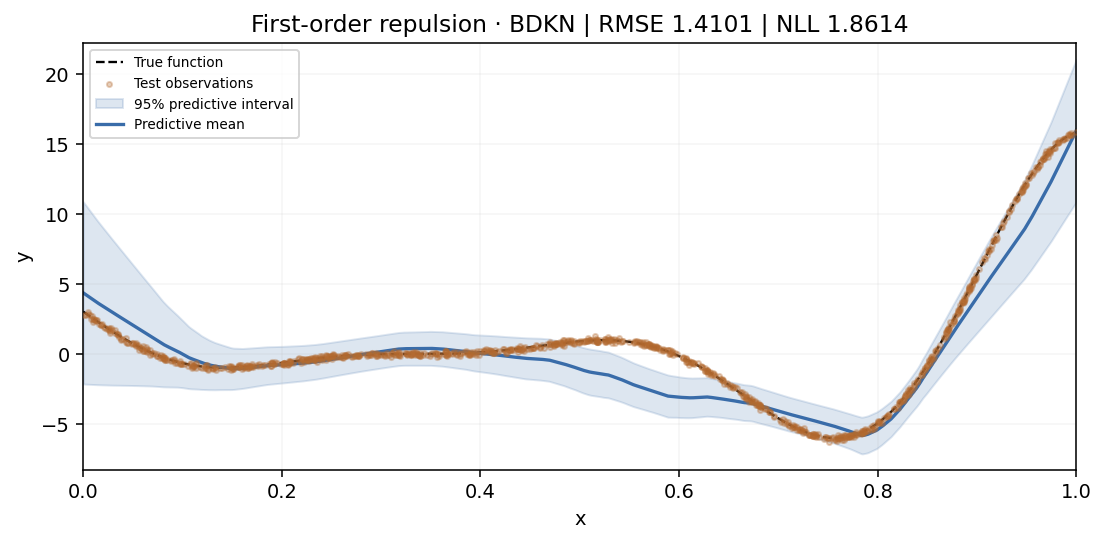 First-order repulsion · BDKN | RMSE 1.4101 | NLL 1.8614
True function
Test observations
95% predictive interval
Predictive mean
y
20
15
10
5
0
−5
0.0 0.2 0.4 0.6 0.8 1.0
x